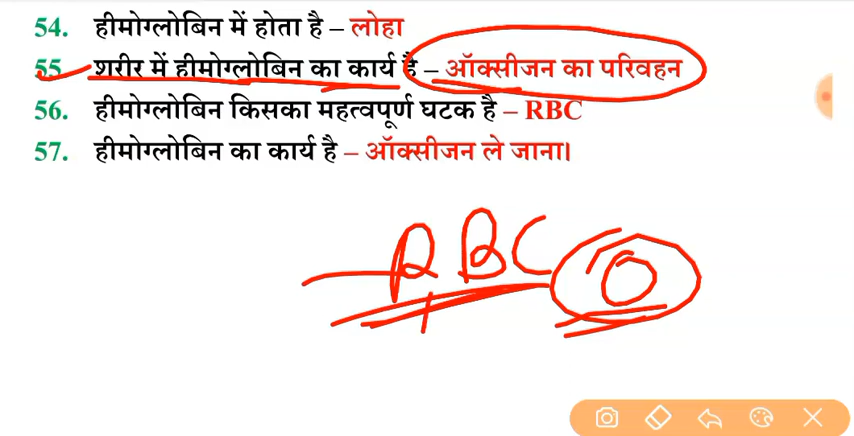 54. हीमोग्लोबिन में होता है – लोहा
55. शरीर में हीमोग्लोबिन का कार्य है – ऑक्सीजन का परिवहन
56. हीमोग्लोबिन किसका महत्वपूर्ण घटक है – RBC
57. हीमोग्लोबिन का कार्य है – ऑक्सीजन ले जाना।
RBC